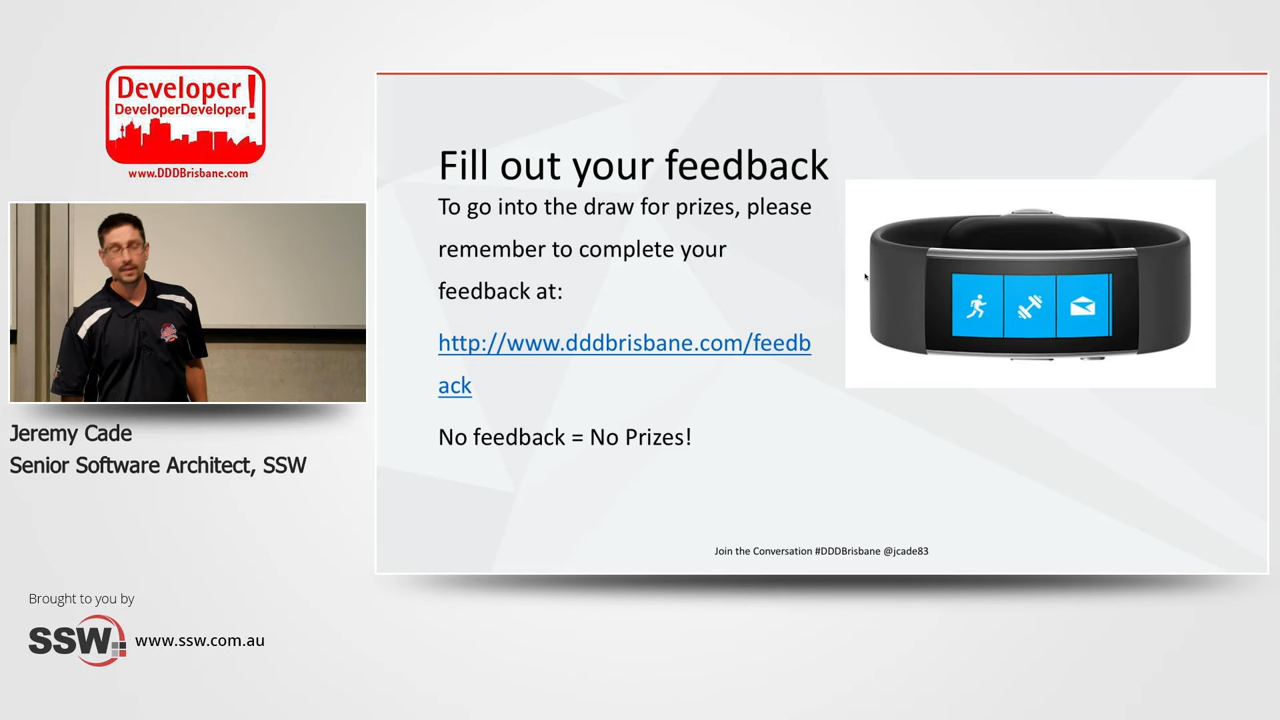 Developer!
DeveloperDeveloper
www.DDDBrisbane.com
Jeremy Cade
Senior Software Architect, SSW
Brought to you by
SSW
www.ssw.com.au
Fill out your feedback
To go into the draw for prizes, please
remember to complete your
feedback at:
http://www.dddbrisbane.com/feedb
ack
No feedback = No Prizes!
Join the Conversation #DDDBrisbane @jcade83